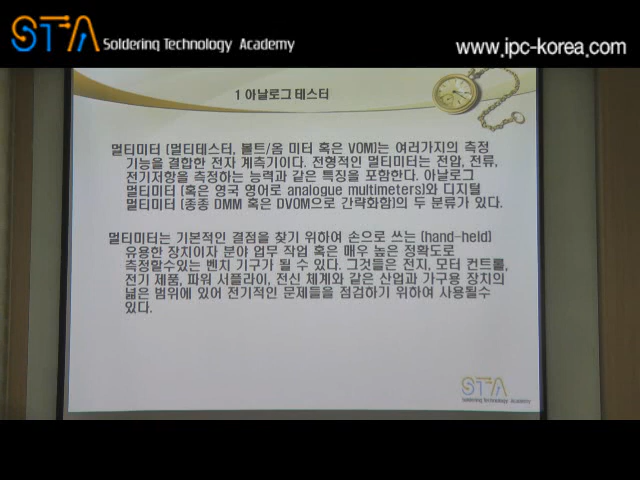 STA Soldering Technology Academy
www.ipc-korea.com
1 아날로그 테스터
멀티미터 (멀티테스터, 볼트/옴 미터 혹은 VOM)는 여러가지의 측정
기능을 결합한 전자 계측기이다. 전형적인 멀티미터는 전압, 전류,
전기저항을 측정하는 능력과 같은 특징을 포함한다. 아날로그
멀티미터 (혹은 영국 영어로 analogue multimeters)와 디지털
멀티미터 (종종 DMM 혹은 DVOM으로 간략화함)의 두 분류가 있다.
멀티미터는 기본적인 결점을 찾기 위하여 손으로 쓰는 (hand-held)
유용한 장치이자 분야 업무 작업 혹은 매우 높은 정확도로
측정할수있는 벤치 기구가 될 수 있다. 그것들은 전지, 모터 컨트롤,
전기 제품, 파워 서플라이, 전신 체계와 같은 산업과 가구용 장치의
넓은 범위에 있어 전기적인 문제들을 점검하기 위하여 사용될수
있다.
STA
Soldering Technology Academy